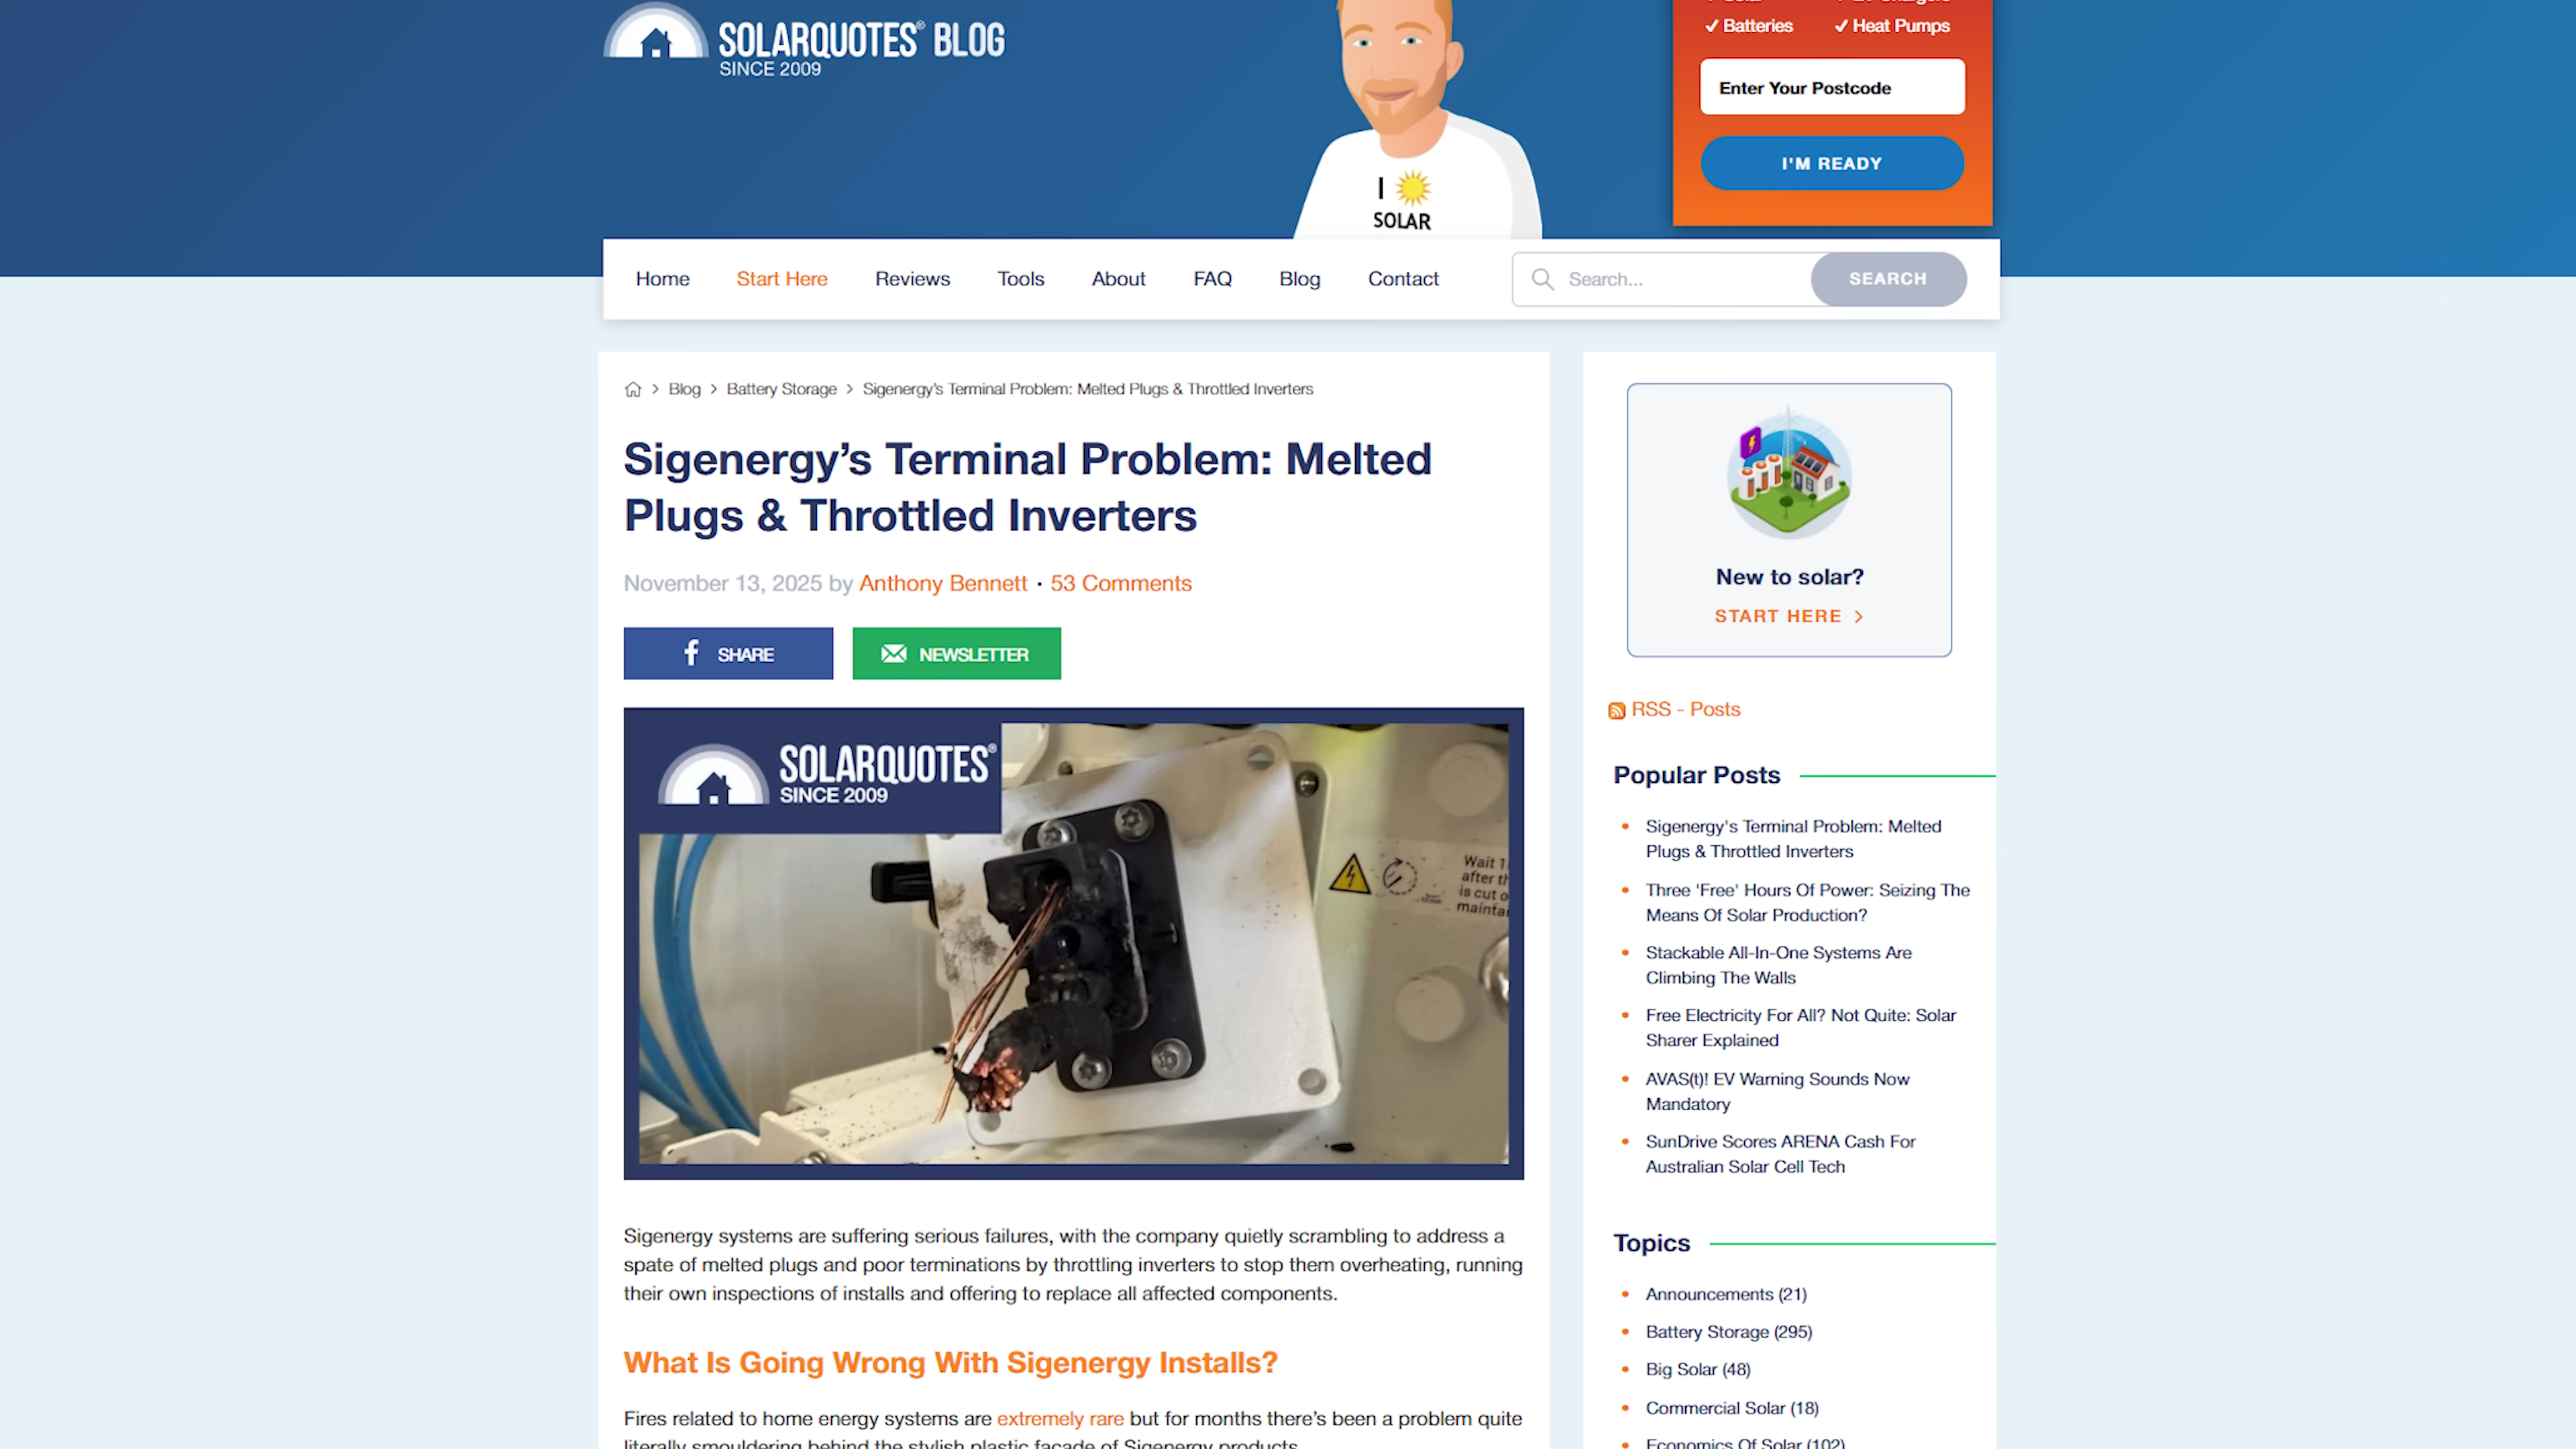 SOLARQUOTES® BLOG
SINCE 2009
I
SOLAR
✓ Batteries ✓ Heat Pumps
Enter Your Postcode
I'M READY
Home Start Here Reviews Tools About FAQ Blog Contact Search... SEARCH
> Blog > Battery Storage > Sigenergy's Terminal Problem: Melted Plugs & Throttled Inverters
Sigenergy's Terminal Problem: Melted
Plugs & Throttled Inverters
November 13, 2025 by Anthony Bennett · 53 Comments
SHARE NEWSLETTER
SOLARQUOTES®
SINCE 2009
Wait 1
after th
is cut o
maintai
Sigenergy systems are suffering serious failures, with the company quietly scrambling to address a
spate of melted plugs and poor terminations by throttling inverters to stop them overheating, running
their own inspections of installs and offering to replace all affected components.
What Is Going Wrong With Sigenergy Installs?
Fires related to home energy systems are extremely rare but for months there's been a problem quite
literally smouldering behind the stylish plastic facade of Sigenergy products.
New to solar?
START HERE >
RSS - Posts
Popular Posts
Sigenergy's Terminal Problem: Melted
Plugs & Throttled Inverters
Three 'Free' Hours Of Power: Seizing The
Means Of Solar Production?
Stackable All-In-One Systems Are
Climbing The Walls
Free Electricity For All? Not Quite: Solar
Sharer Explained
AVAS(t)! EV Warning Sounds Now
Mandatory
SunDrive Scores ARENA Cash For
Australian Solar Cell Tech
Topics
Announcements (21)
Battery Storage (295)
Big Solar (48)
Commercial Solar (18)
Economics Of Solar (102)